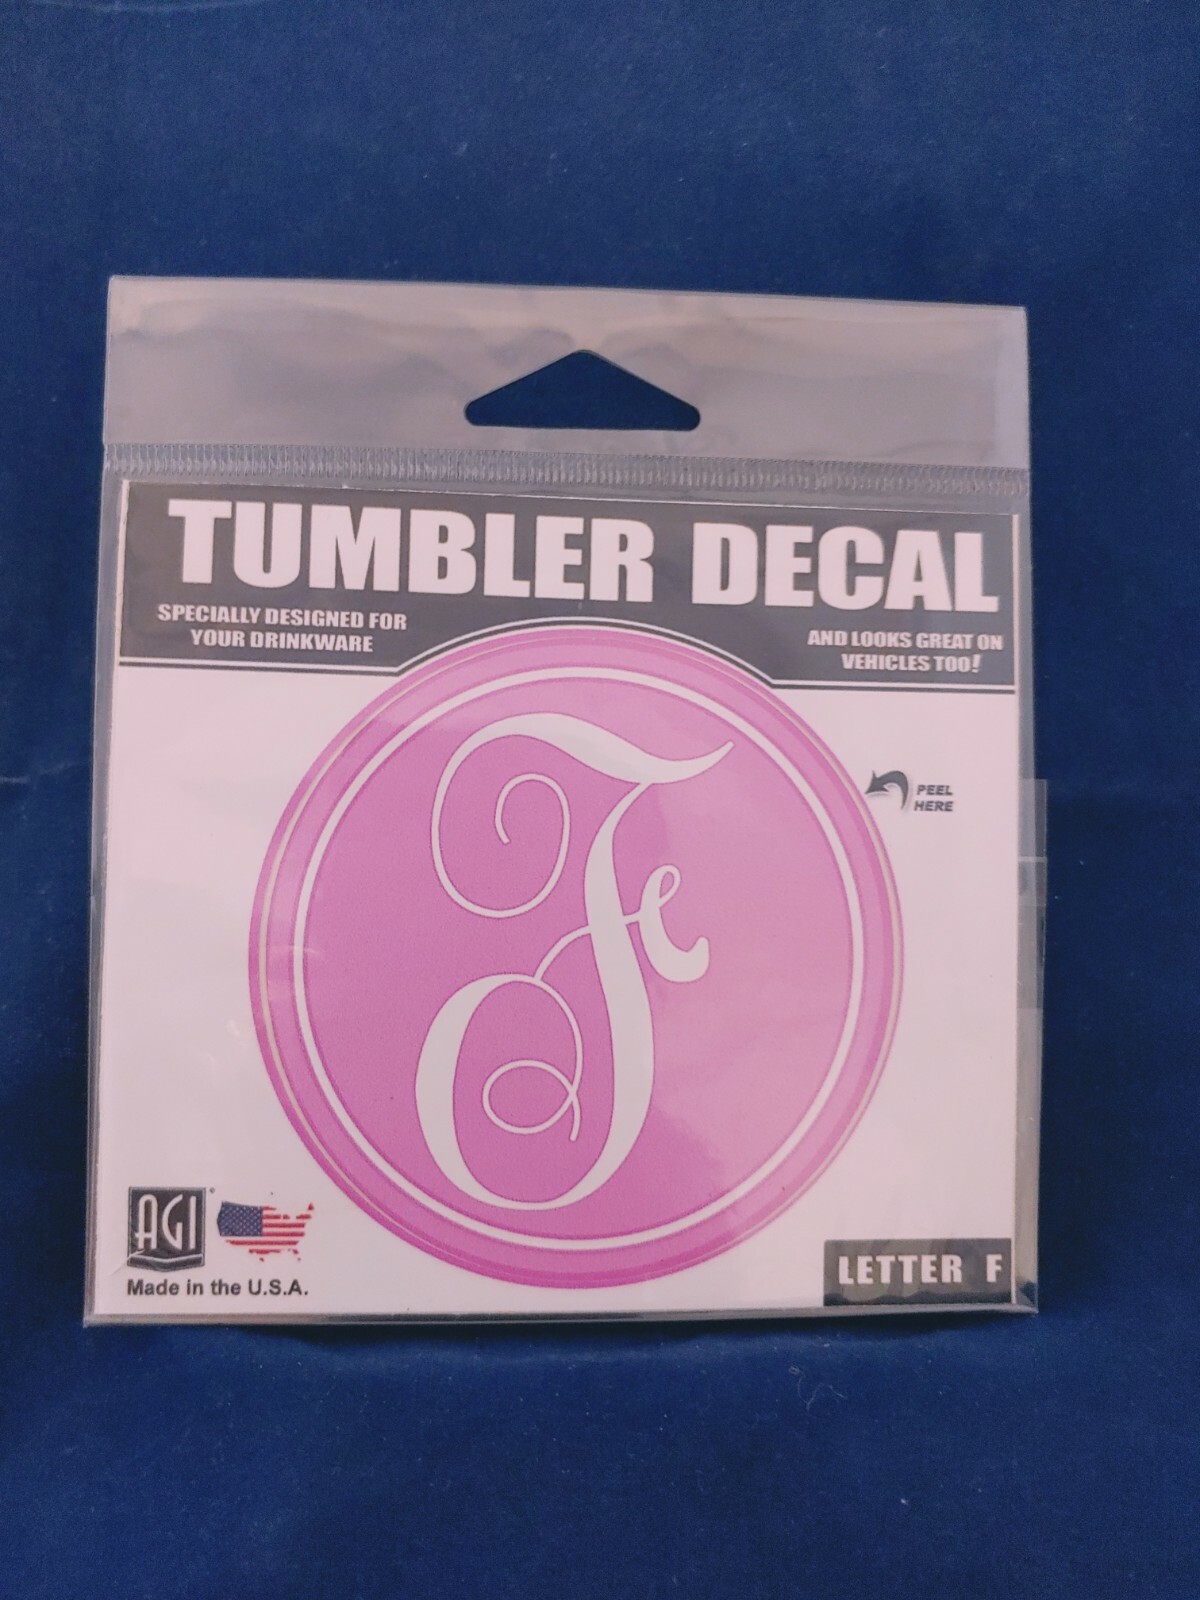 TUMBLER DECAL
SPECIALLY DESIGNED FOR
YOUR DRINKWARE
AND LOOKS GREAT ON
VEHICLES TOO!
PEEL
HERE
F
AGI®
Made in the U.S.A.
LETTER F